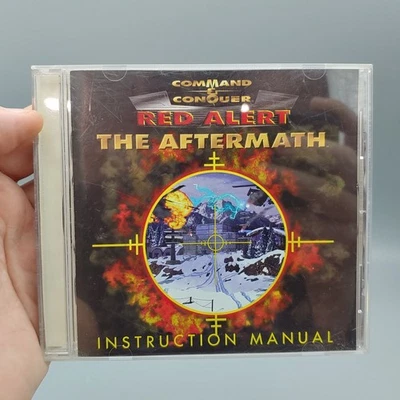 COMMAND
& CONQUER
RED ALERT
THE AFTERMATH
INSTRUCTION MANUAL